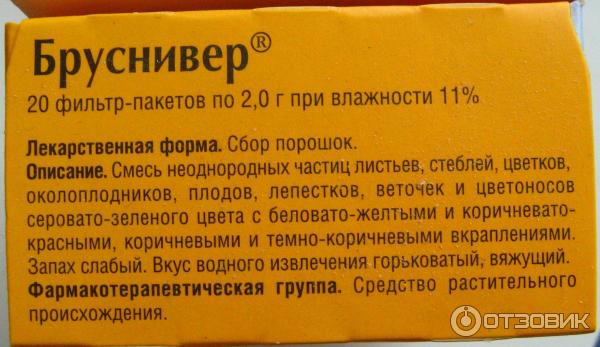 Бруснивер®
20 фильтр-пакетов по 2,0 г при влажности 11%
Лекарственная форма. Сбор порошок.
Описание. Смесь неоднородных частиц листьев, стеблей, цветков,
околоплодников, плодов, лепестков, веточек и цветоносов
серовато-зеленого цвета с беловато-желтыми и коричневато-
красными, коричневыми и темно-коричневыми вкраплениями.
Запах слабый. Вкус водного извлечения горьковатый, вяжущий.
Фармакотерапевтическая группа. Средство растительного
происхождения.
ОТЗОВИК